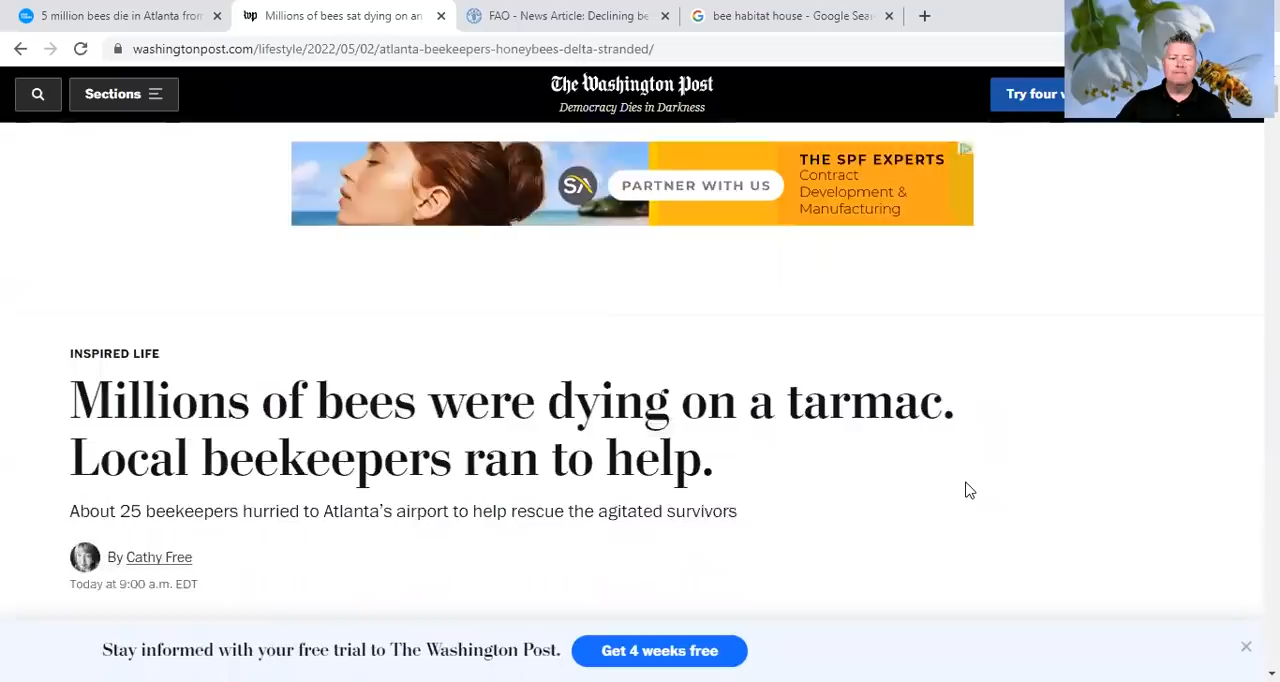 5 million bees die in Atlanta from
Millions of bees sat dying on an
FAO - News Article: Declining be
bee habitat house - Google Sea
washingtonpost.com/lifestyle/2022/05/02/atlanta-beekeepers-honeybees-delta-stranded/
Sections
The Washington Post
Democracy Dies in Darkness
Try four
SA
PARTNER WITH US
THE SPF EXPERTS
Contract
Development &
Manufacturing
INSPIRED LIFE
Millions of bees were dying on a tarmac.
Local beekeepers ran to help.
About 25 beekeepers hurried to Atlanta’s airport to help rescue the agitated survivors
By Cathy Free
Today at 9:00 a.m. EDT
Stay informed with your free trial to The Washington Post.
Get 4 weeks free